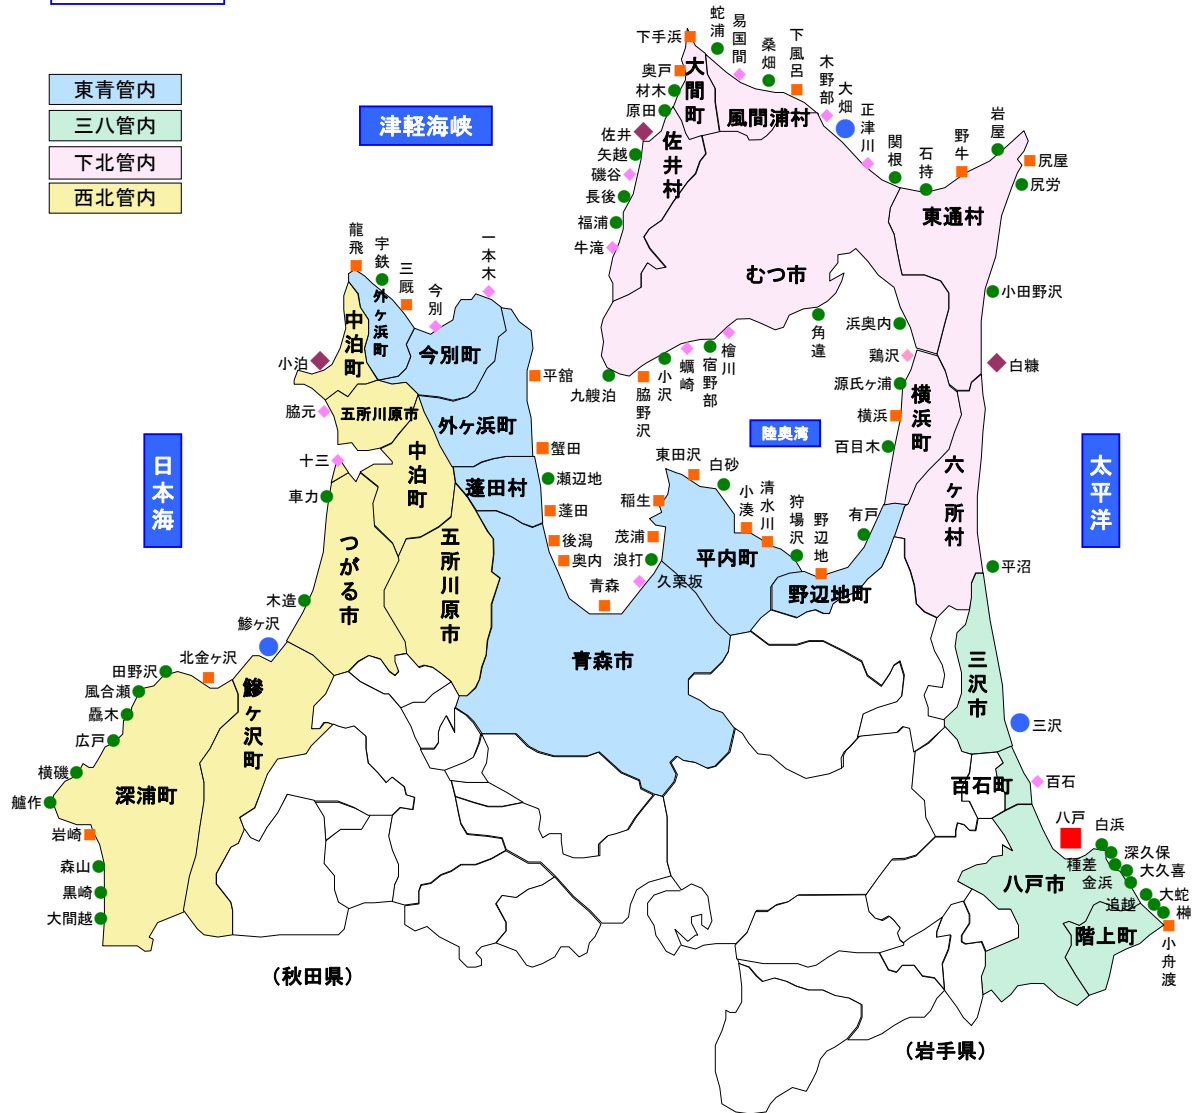 東青管内
三八管内
下北管内
西北管内
津軽海峡
日本海
陸奥湾
太平洋
下手浜
奥戸
材木
原田
佐井
矢越
磯谷
長後
福浦
牛滝
蛇浦
易国間
桑畑
下風呂
木野部
大畑
正津川
関根
石持
野牛
岩屋
尻屋
尻労
小田野沢
白糠
大間町
風間浦村
佐井村
東通村
むつ市
九艘泊
脇野沢
小沢
蠣崎
宿野部
檜川
角違
浜奥内
鶏沢
源氏ヶ浦
横浜
百目木
横浜町
六ヶ所村
有戸
平沼
龍飛
宇鉄
三厩
今別
一本木
外ヶ浜町
中泊町
今別町
小泊
脇元
五所川原市
十三
車力
中泊町
外ヶ浜町
蓬田村
平舘
蟹田
瀬辺地
蓬田
後潟
奥内
青森
稲生
東田沢
白砂
小湊
清水川
狩場沢
野辺地
茂浦
浪打
久栗坂
平内町
野辺地町
つがる市
五所川原市
青森市
木造
鰺ヶ沢
北金ヶ沢
田野沢
風合瀬
驫木
広戸
横磯
艫作
岩崎
森山
黒崎
大間越
鰺ヶ沢町
深浦町
三沢市
三沢
百石町
百石
八戸
白浜
深久保
種差
大久喜
金浜
大蛇
追越
榊
小舟渡
八戸市
階上町
（秋田県）
（岩手県）